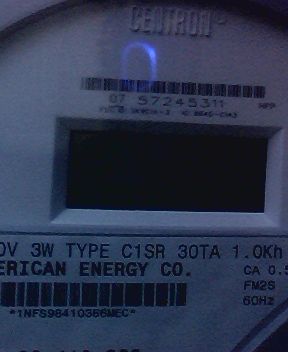 CENTRON
07 57245311 NPP
0V 3W TYPE C1SR 30TA 1.0Kh
ERICAN ENERGY CO.
CA 0.5
FM2S
60Hz
*1NFS98410366MEC*